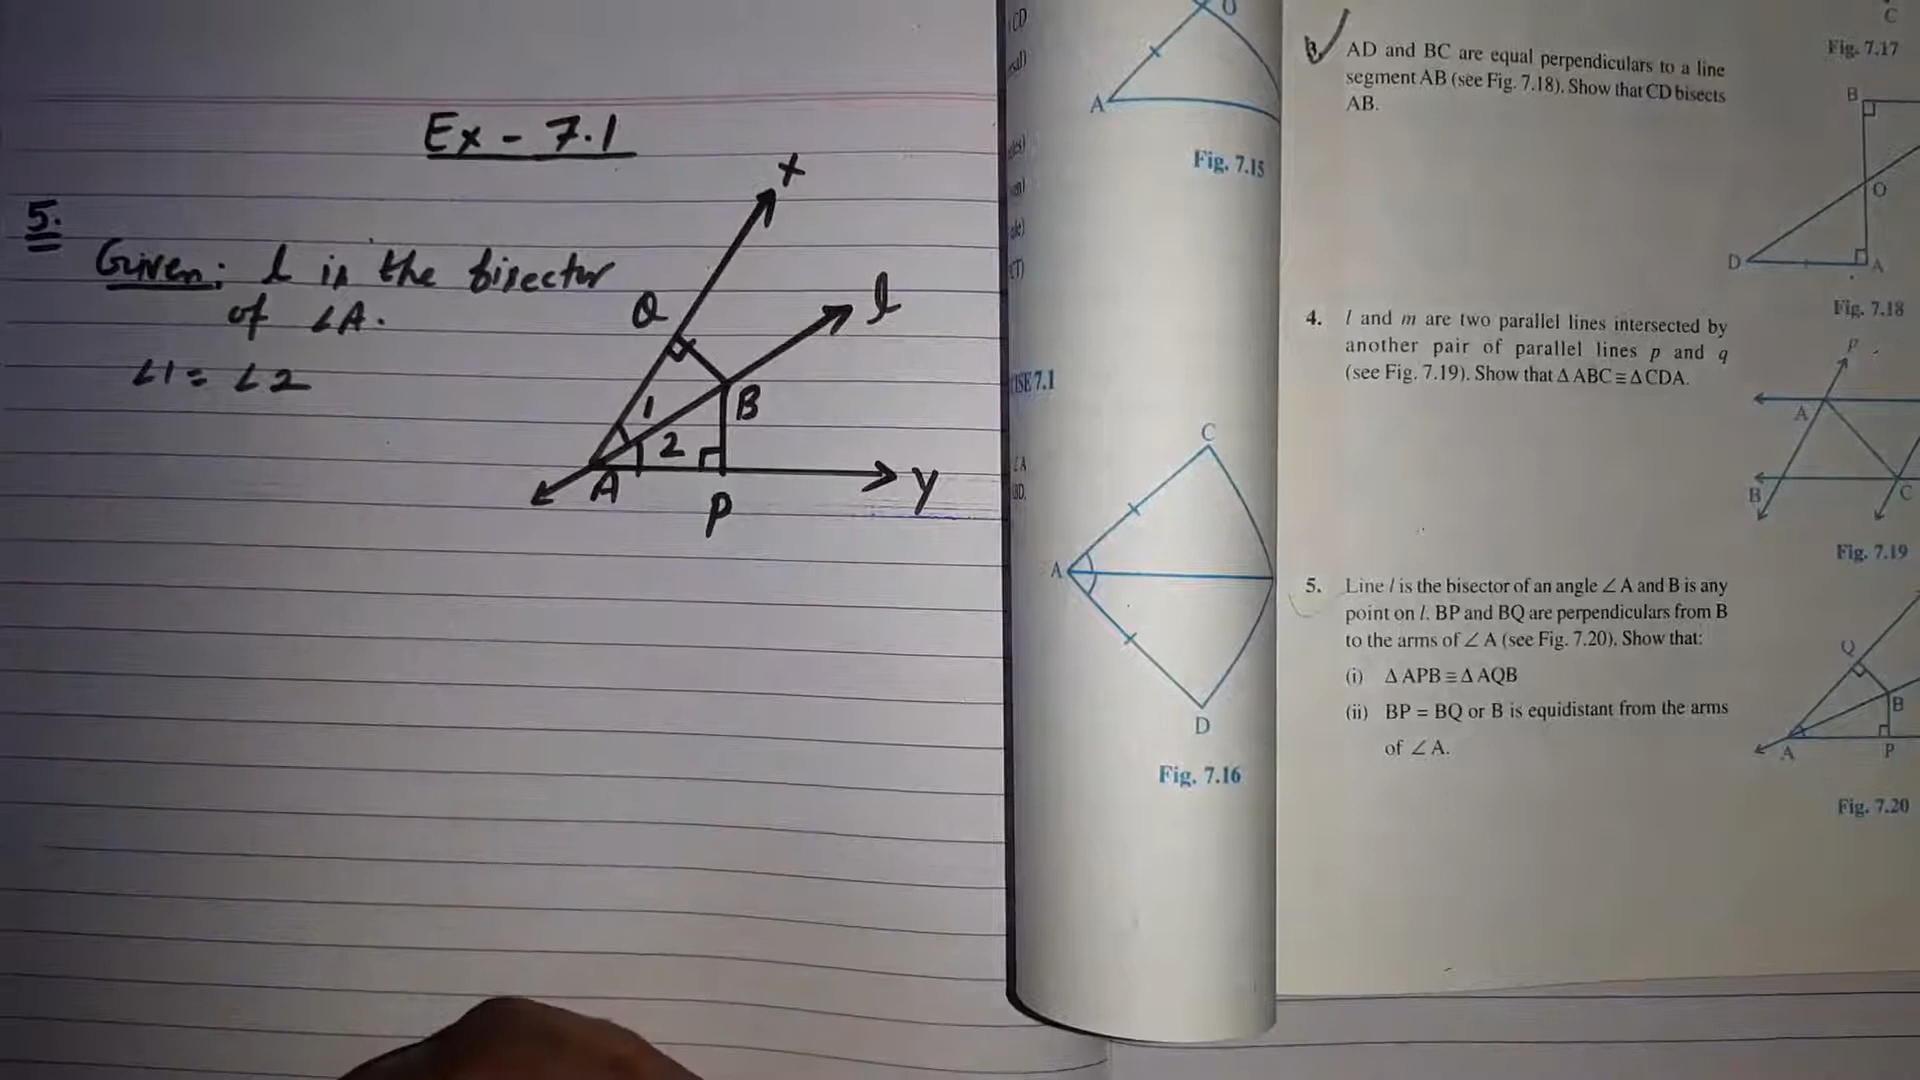 Ex - 7.1
5.
Given: l is the bisector
of ∠A.
∠1 = ∠2
X
Q
l
1
B
2
A
P
y
CD
A
O
Fig. 7.15
7.1
∠A
C
A
D
Fig. 7.16
C
Fig. 7.17
3. AD and BC are equal perpendiculars to a line
segment AB (see Fig. 7.18). Show that CD bisects
AB.
B
O
D
A
Fig. 7.18
4. l and m are two parallel lines intersected by
another pair of parallel lines p and q
(see Fig. 7.19). Show that Δ ABC ≅ Δ CDA.
P
A
B
C
Fig. 7.19
5. Line l is the bisector of an angle ∠ A and B is any
point on l. BP and BQ are perpendiculars from B
to the arms of ∠ A (see Fig. 7.20). Show that:
(i) Δ APB ≅ Δ AQB
(ii) BP = BQ or B is equidistant from the arms
of ∠ A.
Q
B
A
P
Fig. 7.20